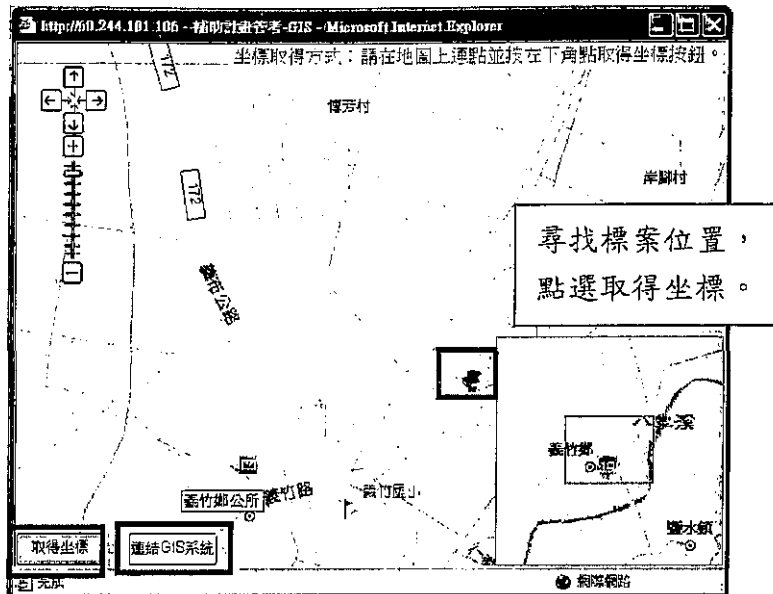 http://60.244.101.106 - 補助計畫管考-GIS - Microsoft Internet Explorer
坐標取得方式：請在地圖上選點並按左下角點取得坐標按鈕。
172
172
岸腳村
尋找標案位置，
點選取得坐標。
義竹鄉
鹽水鎮
義竹鄉公所
義竹路
義竹國小
取得坐標
連結GIS系統
完成
網際網路